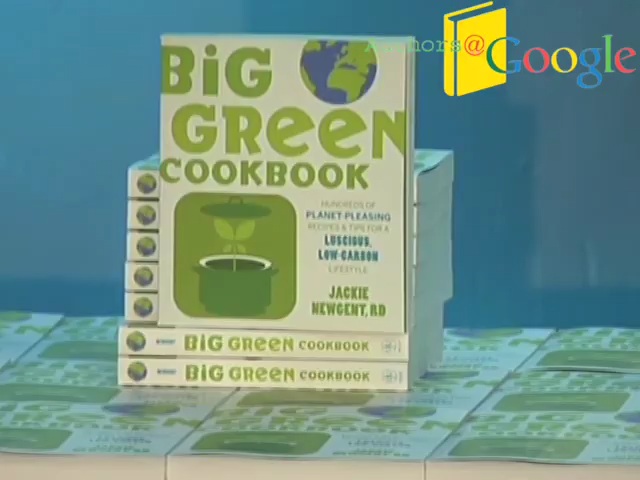 Authors@Google
BiG
GReeN
COOKBOOK
HUNDREDS OF
PLANET-PLEASING
RECIPES & TIPS FOR A
LUSCIOUS,
LOW-CARBON
LIFESTYLE
JACKIE
NEWGENT, RD
BiG GReeN COOKBOOK
BiG GReeN COOKBOOK